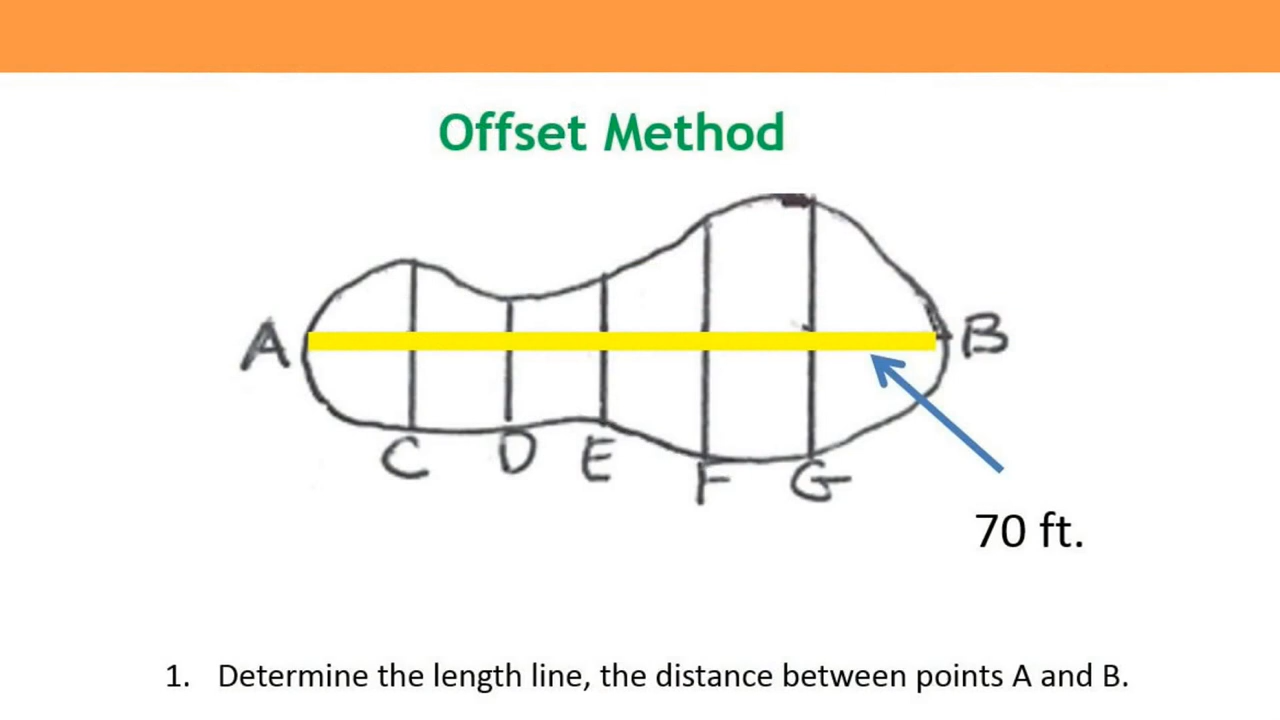 Offset Method
A
B
C D E F G
70 ft.
1. Determine the length line, the distance between points A and B.